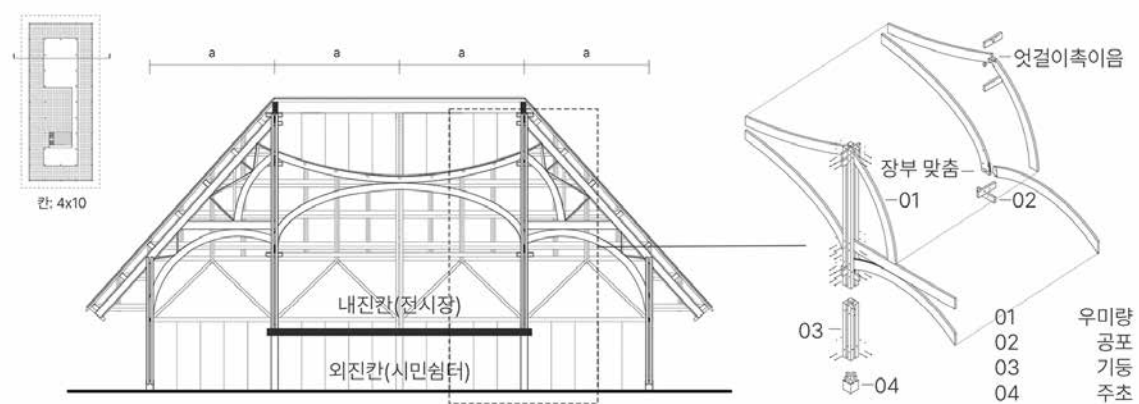 칸: 4x10
a a a a
내진칸(전시장)
외진칸(시민쉼터)
엇걸이촉이음
장부 맞춤
01
02
03
04
01 우미량
02 공포
03 기둥
04 주초